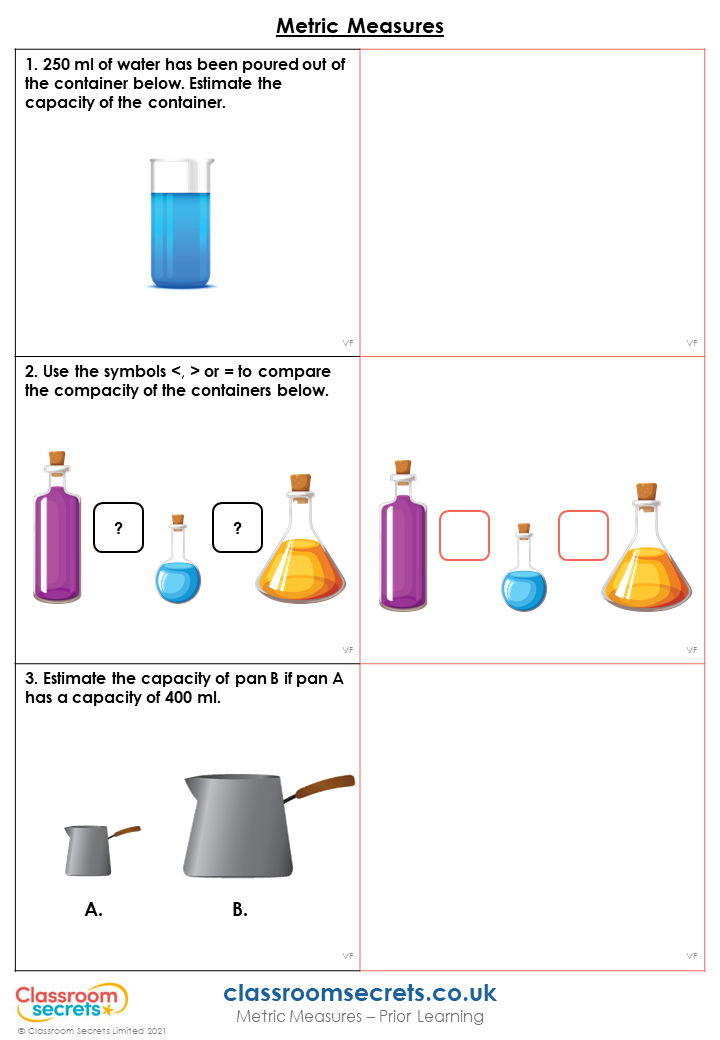 Metric Measures
1. 250 ml of water has been poured out of
the container below. Estimate the
capacity of the container.
VF
VF
2. Use the symbols <, > or = to compare
the compacity of the containers below.
?
?
VF
VF
3. Estimate the capacity of pan B if pan A
has a capacity of 400 ml.
A.
B.
VF
VF
Classroom
secrets
© Classroom Secrets Limited 2021
classroomsecrets.co.uk
Metric Measures – Prior Learning